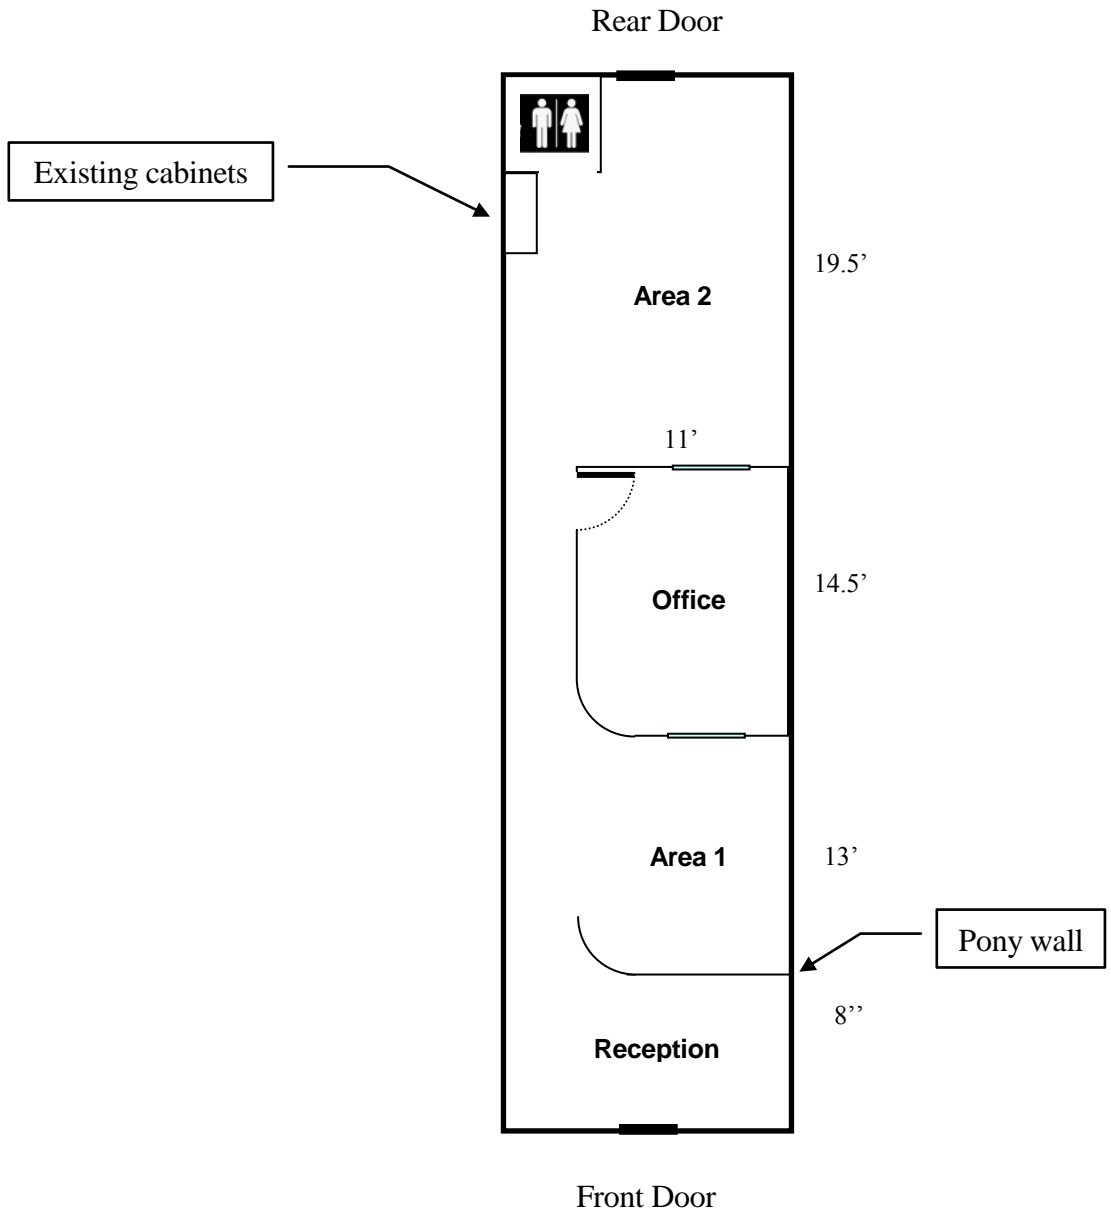 Rear Door
Existing cabinets
19.5’
Area 2
11’
14.5’
Office
Area 1
13’
Pony wall
8’’
Reception
Front Door